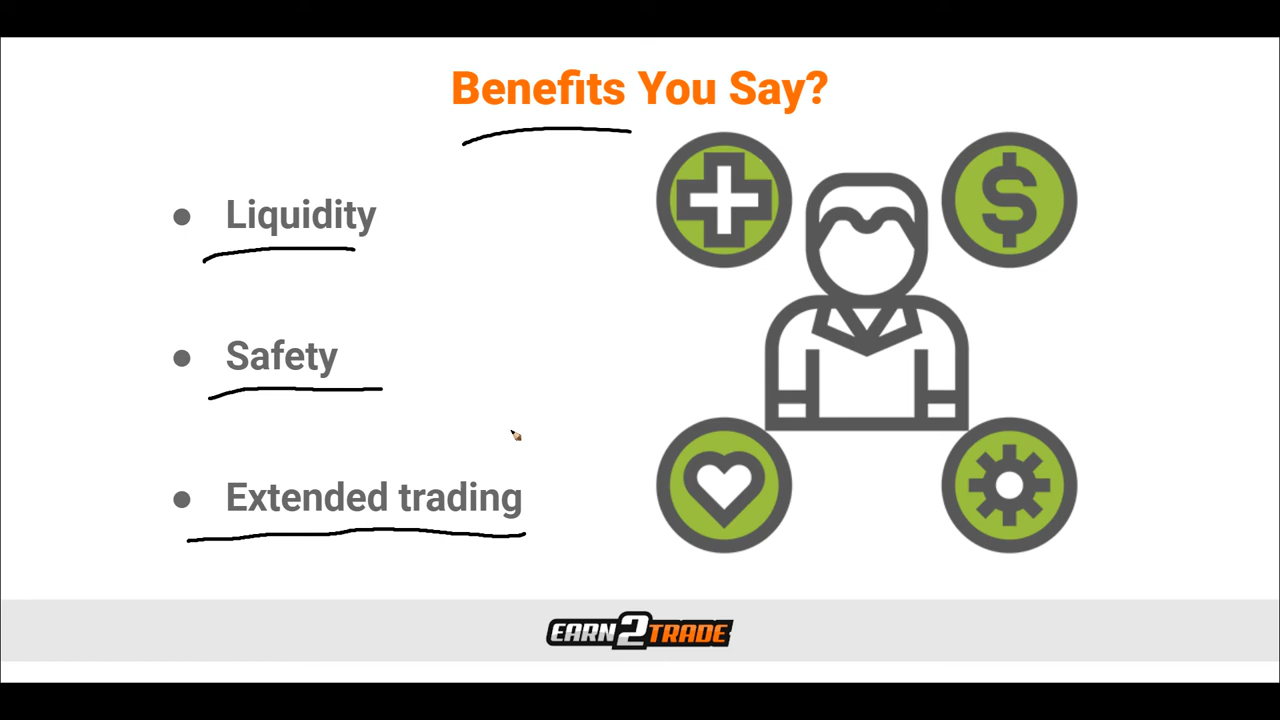 Benefits You Say?
• Liquidity
• Safety
• Extended trading
EARN2TRADE